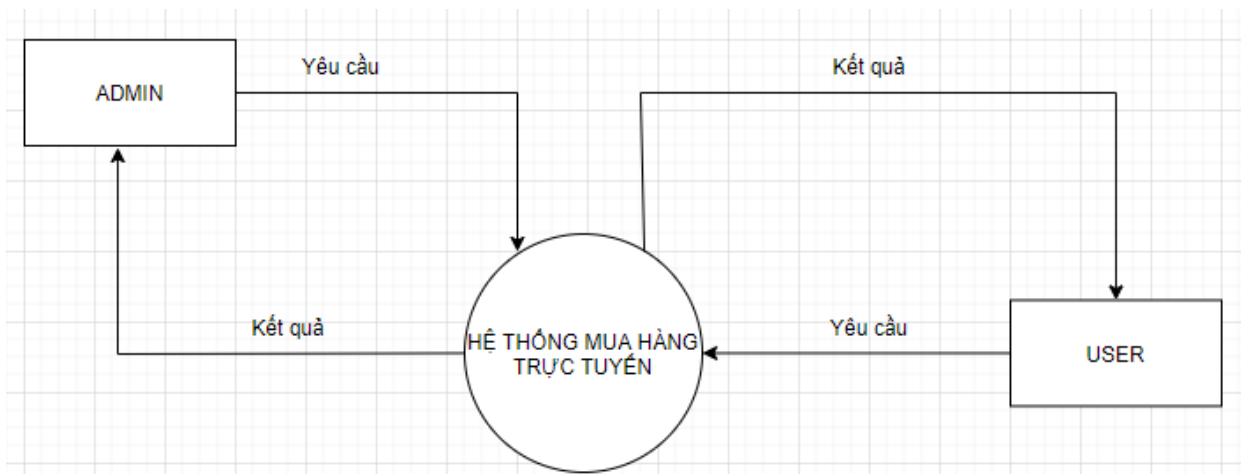 Yêu cầu
Kết quả
ADMIN
Kết quả
HỆ THỐNG MUA HÀNG
TRỰC TUYẾN
Yêu cầu
USER